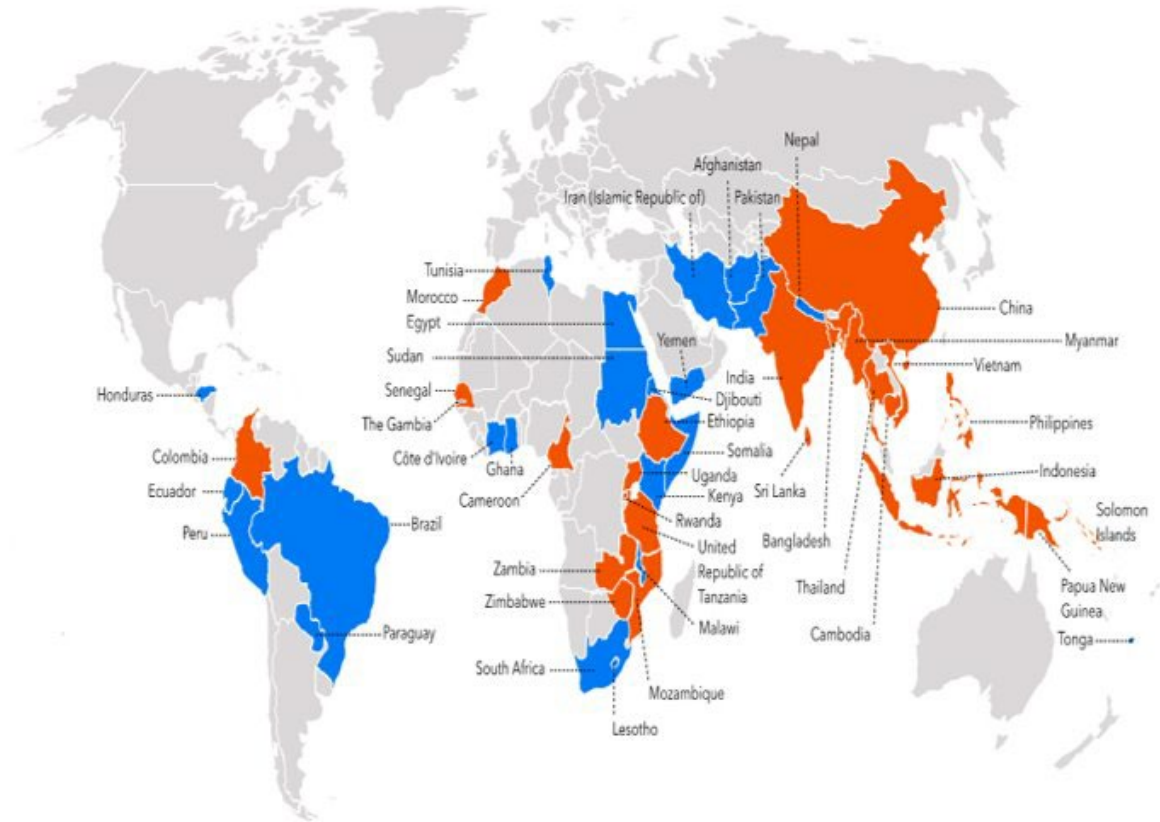 Nepal
Afghanistan
Iran (Islamic Republic of)
Pakistan
Tunisia
Morocco
Egypt
Sudan
Yemen
China
Myanmar
Vietnam
India
Djibouti
Ethiopia
Senegal
The Gambia
Honduras
Côte d'Ivoire
Ghana
Cameroon
Somalia
Uganda
Kenya
Rwanda
Sri Lanka
Philippines
Indonesia
Solomon
Islands
Colombia
Ecuador
Peru
Brazil
Bangladesh
United
Republic of
Tanzania
Zambia
Zimbabwe
Thailand
Papua New
Guinea
Malawi
Cambodia
Tonga
Paraguay
South Africa
Mozambique
Lesotho